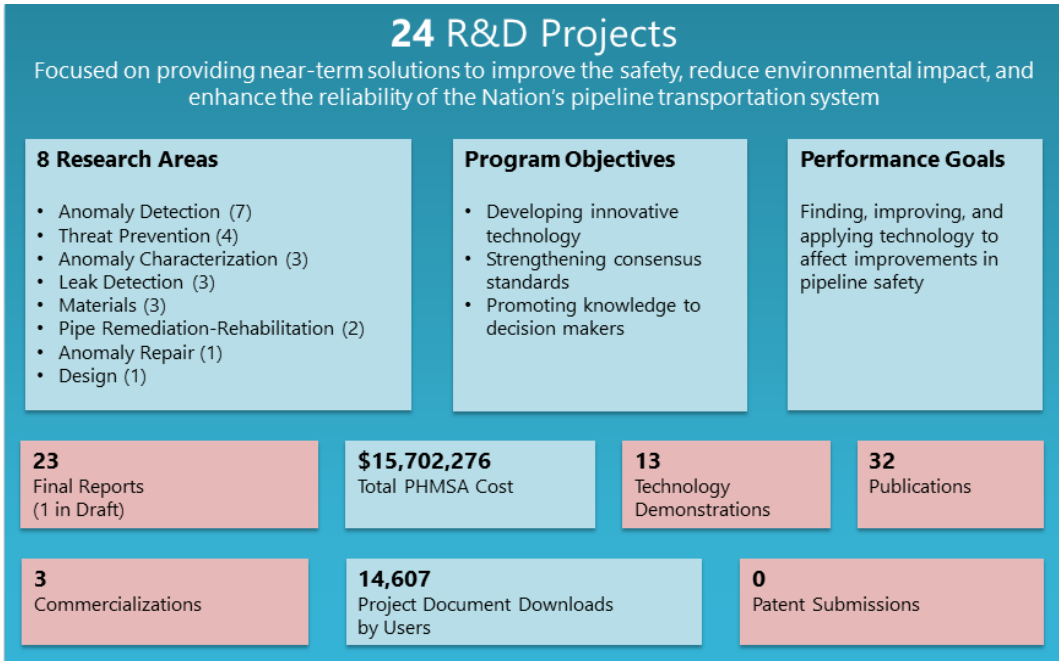 24 R&D Projects
Focused on providing near-term solutions to improve the safety, reduce environmental impact, and
enhance the reliability of the Nation's pipeline transportation system
8 Research Areas
• Anomaly Detection (7)
• Threat Prevention (4)
• Anomaly Characterization (3)
• Leak Detection (3)
• Materials (3)
• Pipe Remediation-Rehabilitation (2)
• Anomaly Repair (1)
• Design (1)
Program Objectives
• Developing innovative
technology
• Strengthening consensus
standards
• Promoting knowledge to
decision makers
Performance Goals
Finding, improving, and
applying technology to
affect improvements in
pipeline safety
23
Final Reports
(1 in Draft)
$15,702,276
Total PHMSA Cost
13
Technology
Demonstrations
32
Publications
3
Commercializations
14,607
Project Document Downloads
by Users
0
Patent Submissions